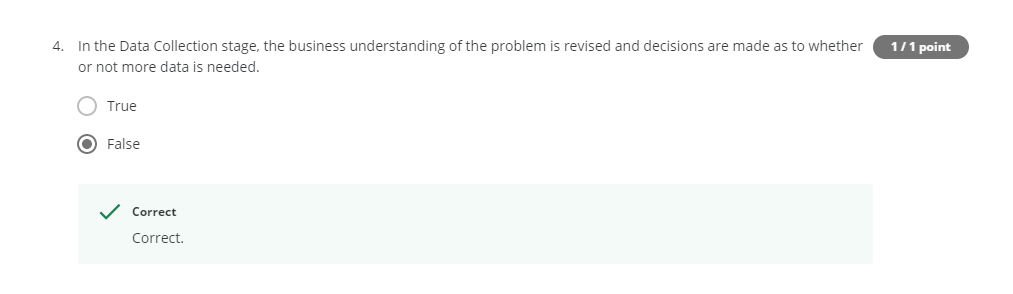 4. In the Data Collection stage, the business understanding of the problem is revised and decisions are made as to whether
1 / 1 point
or not more data is needed.
True
False
Correct
Correct.